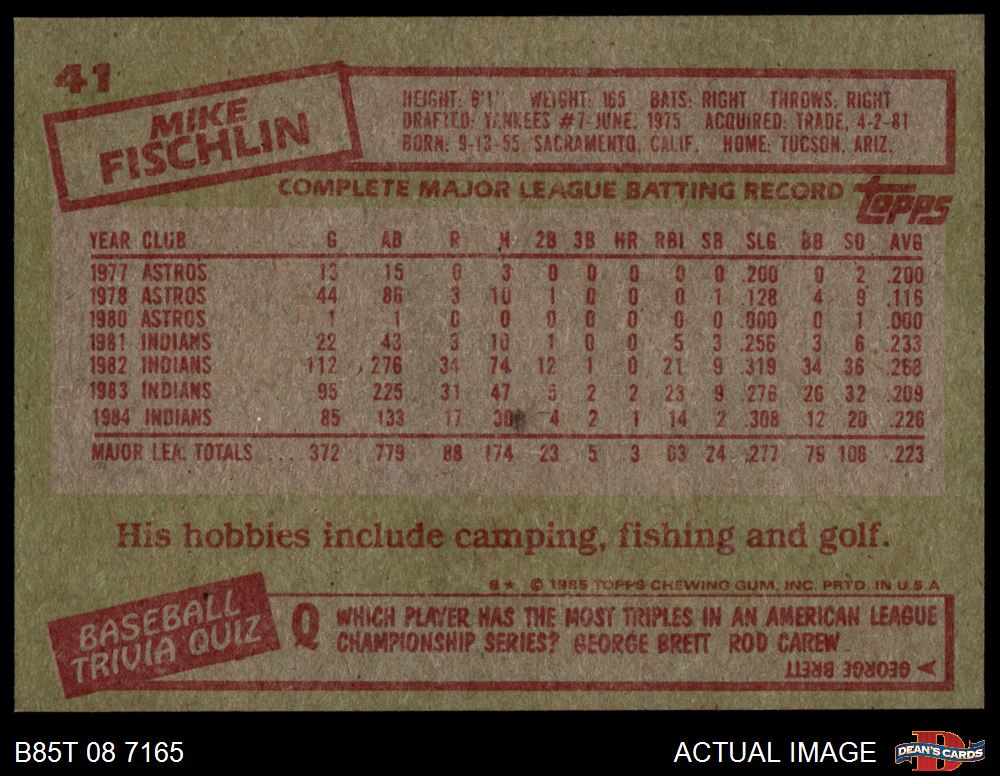 41
MIKE
FISCHLIN
HEIGHT: 6'1" WEIGHT: 165 BATS: RIGHT THROWS: RIGHT
DRAFTED: YANKEES #7-JUNE, 1975 ACQUIRED: TRADE, 4-2-81
BORN: 9-13-55, SACRAMENTO, CALIF. HOME: TUCSON, ARIZ.
COMPLETE MAJOR LEAGUE BATTING RECORD
Topps
YEAR CLUB G AB R H 2B 3B HR RBI SB SLG BB SO AVG
1977 ASTROS 13 15 0 3 0 0 0 0 0 .200 0 2 .200
1978 ASTROS 44 86 3 10 1 0 0 0 1 .128 4 9 .116
1980 ASTROS 1 1 0 0 0 0 0 0 0 .000 0 1 .000
1981 INDIANS 22 43 3 10 1 0 0 5 3 .256 3 6 .233
1982 INDIANS 112 276 34 74 12 1 0 21 9 .319 34 36 .268
1983 INDIANS 95 225 31 47 5 2 2 23 9 .276 26 32 .209
1984 INDIANS 85 133 17 30 4 2 1 14 2 .308 12 20 .226
MAJOR LEA. TOTALS 372 779 88 174 23 5 3 63 24 .277 79 106 .223
His hobbies include camping, fishing and golf.
B★ © 1985 TOPPS CHEWING GUM, INC. PRTD. IN U.S.A
BASEBALL
TRIVIA QUIZ
Q WHICH PLAYER HAS THE MOST TRIPLES IN AN AMERICAN LEAGUE
CHAMPIONSHIP SERIES? GEORGE BRETT ROD CAREW
A GEORGE BRETT
B85T 08 7165
ACTUAL IMAGE
D
DEAN'S CARDS